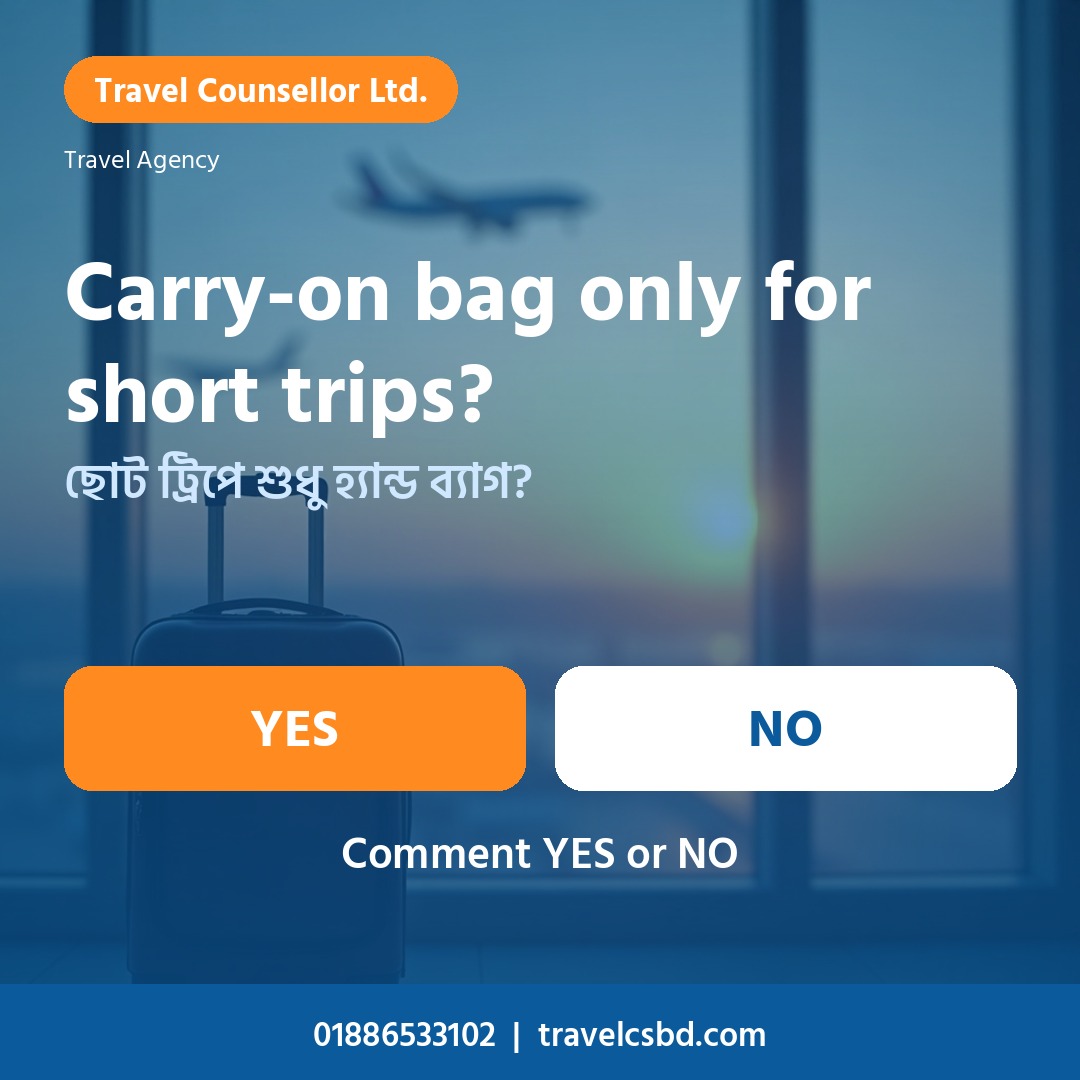 Travel Counsellor Ltd.
Travel Agency
Carry-on bag only for
short trips?
ছোট ট্রিপে শুধু হ্যান্ড ব্যাগ?
YES
NO
Comment YES or NO
01886533102 | travelcsbd.com